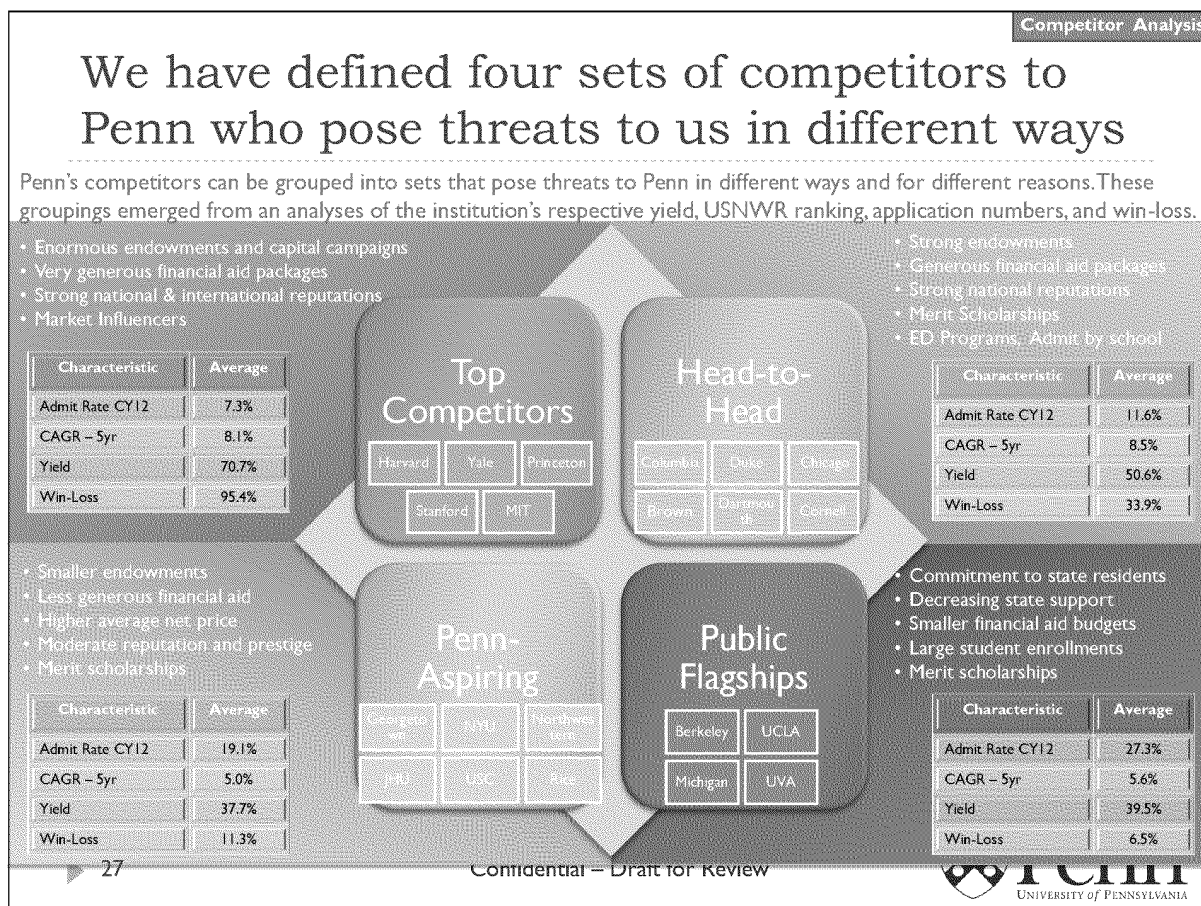 Competitor Analysis
We have defined four sets of competitors to
Penn who pose threats to us in different ways
Penn's competitors can be grouped into sets that pose threats to Penn in different ways and for different reasons. These
groupings emerged from an analyses of the institution's respective yield, USNWR ranking, application numbers, and win-loss.
• Enormous endowments and capital campaigns
• Very generous financial aid packages
• Strong national & international reputations
• Market Influencers
Characteristic Average
Admit Rate CY12 7.3%
CAGR – 5yr 8.1%
Yield 70.7%
Win-Loss 95.4%
Top
Competitors
Harvard Yale Princeton
Stanford MIT
Head-to-
Head
Columbia Duke Chicago
Brown Dartmou Cornell
th
• Strong endowments
• Generous financial aid packages
• Strong national reputations
• Merit Scholarships
• ED Programs, Admit by school
Characteristic Average
Admit Rate CY12 11.6%
CAGR – 5yr 8.5%
Yield 50.6%
Win-Loss 33.9%
• Smaller endowments
• Less generous financial aid
• Higher average net price
• Moderate reputation and prestige
• Merit scholarships
Characteristic Average
Admit Rate CY12 19.1%
CAGR – 5yr 5.0%
Yield 37.7%
Win-Loss 11.3%
Penn-
Aspiring
Georgeto NYU Northwes
wn tern
JHU USC Rice
Public
Flagships
Berkeley UCLA
Michigan UVA
• Commitment to state residents
• Decreasing state support
• Smaller financial aid budgets
• Large student enrollments
• Merit scholarships
Characteristic Average
Admit Rate CY12 27.3%
CAGR – 5yr 5.6%
Yield 39.5%
Win-Loss 6.5%
27
Confidential – Draft for Review
Penn
UNIVERSITY of PENNSYLVANIA